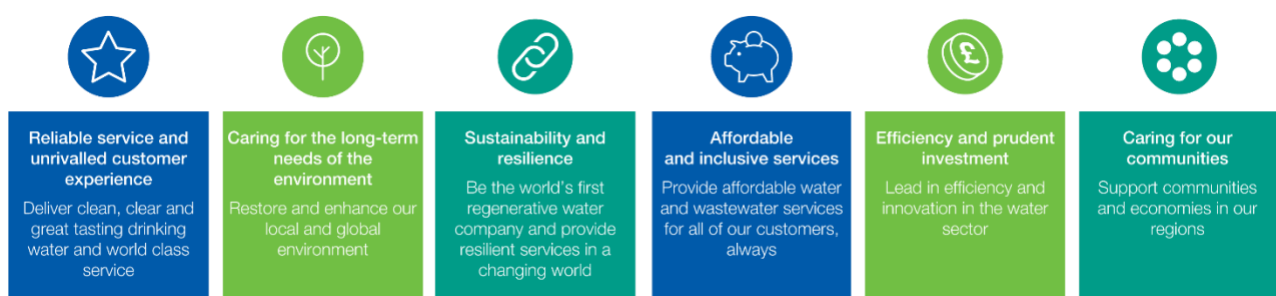 £
Reliable service and
unrivalled customer
experience
Deliver clean, clear and
great tasting drinking
water and world class
service
Caring for the long-term
needs of the
environment
Restore and enhance our
local and global
environment
Sustainability and
resilience
Be the world's first
regenerative water
company and provide
resilient services in a
changing world
Affordable
and inclusive services
Provide affordable water
and wastewater services
for all of our customers,
always
Efficiency and prudent
investment
Lead in efficiency and
innovation in the water
sector
Caring for our
communities
Support communities
and economies in our
regions